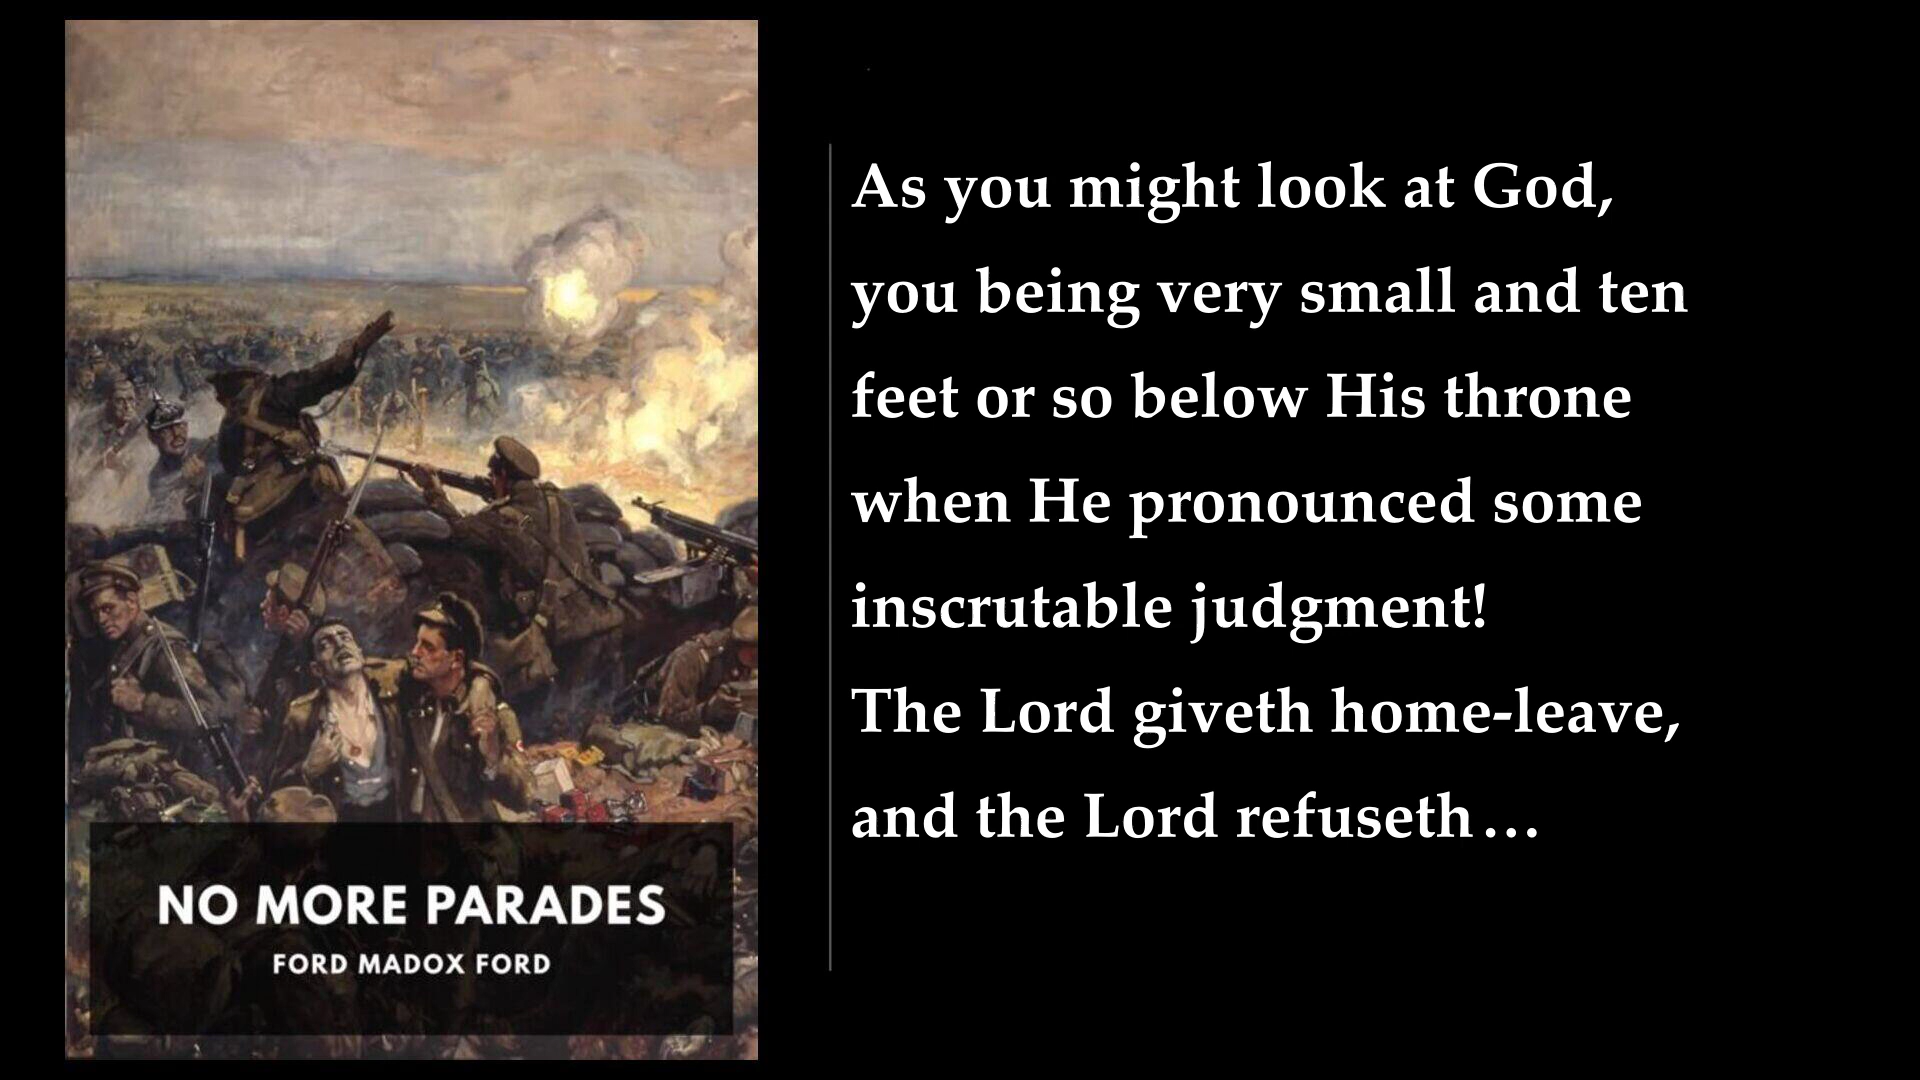 As you might look at God,
you being very small and ten
feet or so below His throne
when He pronounced some
inscrutable judgment!
The Lord giveth home-leave,
and the Lord refuseth…
NO MORE PARADES
FORD MADOX FORD